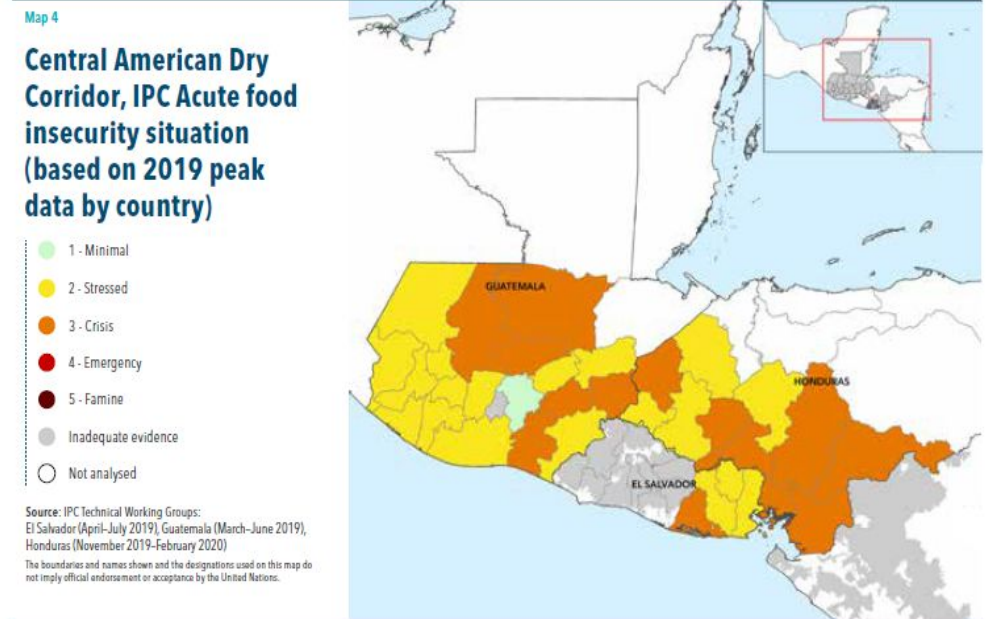 Map 4
Central American Dry
Corridor, IPC Acute food
insecurity situation
(based on 2019 peak
data by country)
1 - Minimal
2 - Stressed
3 - Crisis
4 - Emergency
5 - Famine
Inadequate evidence
Not analysed
Source: IPC Technical Working Groups:
El Salvador (April–July 2019), Guatemala (March–June 2019),
Honduras (November 2019–February 2020)
The boundaries and names shown and the designations used on this map do
not imply official endorsement or acceptance by the United Nations.
GUATEMALA
HONDURAS
EL SALVADOR